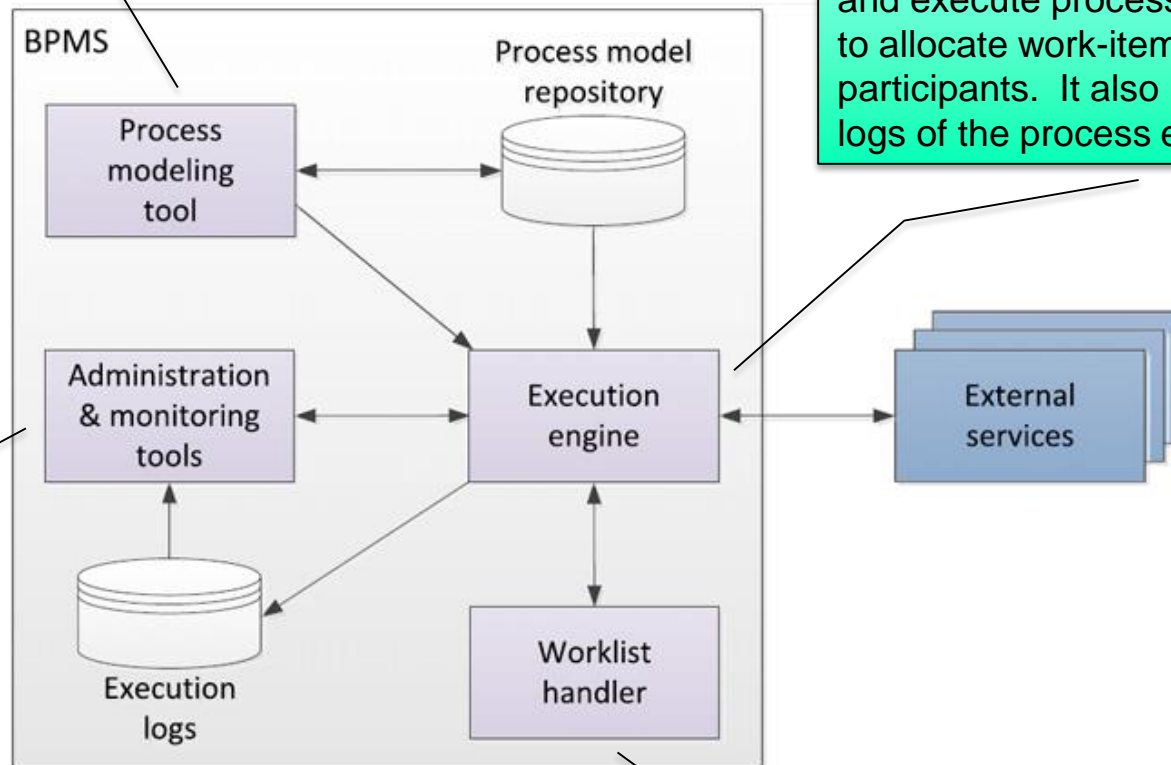 BPMS
Process model
repository
Process
modeling
tool
and execute process
to allocate work-item
participants.  It also
logs of the process e
Administration
& monitoring
tools
Execution
engine
External
services
Execution
logs
Worklist
handler